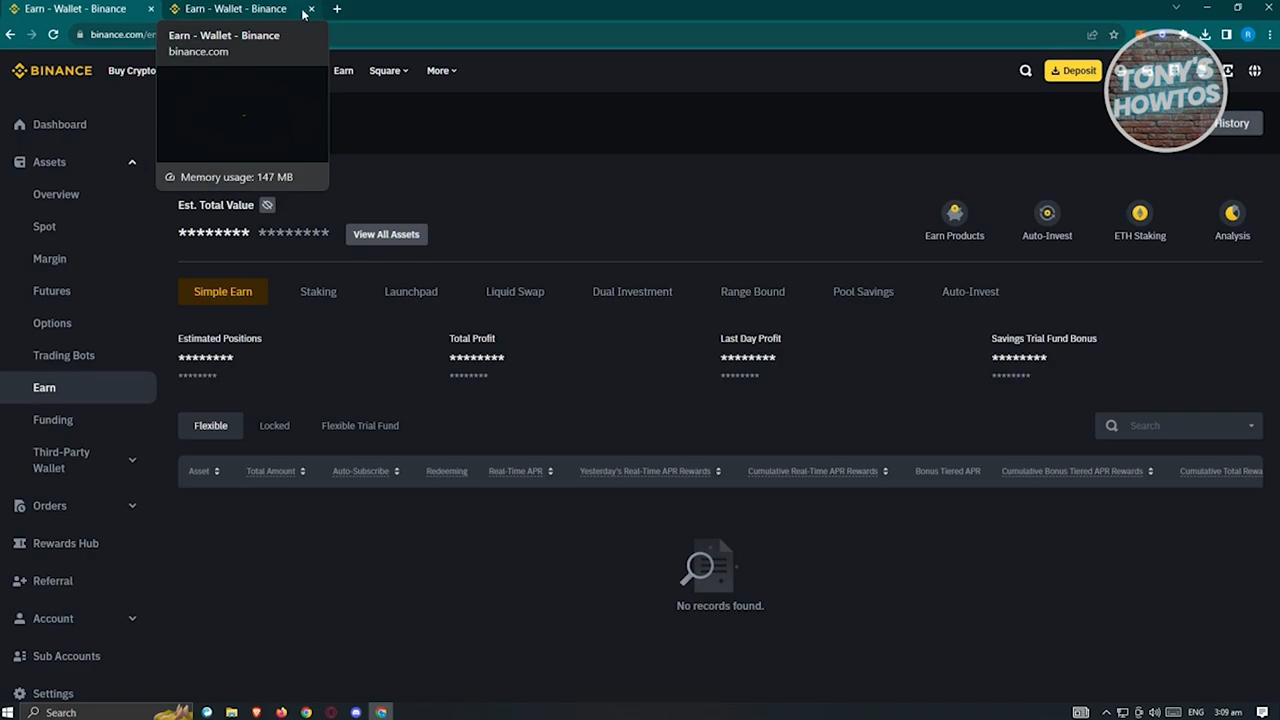 Earn - Wallet - Binance
Earn - Wallet - Binance
binance.com/en
Earn - Wallet - Binance
binance.com
Memory usage: 147 MB
BINANCE
Buy Crypto
Earn
Square
More
Deposit
TONY'S
HOWTOS
History
Dashboard
Assets
Overview
Spot
Margin
Futures
Options
Trading Bots
Earn
Funding
Third-Party
Wallet
Orders
Rewards Hub
Referral
Account
Sub Accounts
Settings
Est. Total Value
******** ********
View All Assets
Earn Products
Auto-Invest
ETH Staking
Analysis
Simple Earn
Staking
Launchpad
Liquid Swap
Dual Investment
Range Bound
Pool Savings
Auto-Invest
Estimated Positions
Total Profit
Last Day Profit
Savings Trial Fund Bonus
******** ******** ******** ********
******** ******** ******** ********
Flexible
Locked
Flexible Trial Fund
Search
Asset
Total Amount
Auto-Subscribe
Redeeming
Real-Time APR
Yesterday's Real-Time APR Rewards
Cumulative Real-Time APR Rewards
Bonus Tiered APR
Cumulative Bonus Tiered APR Rewards
Cumulative Total Rewa
No records found.
Search
ENG
3:09 am